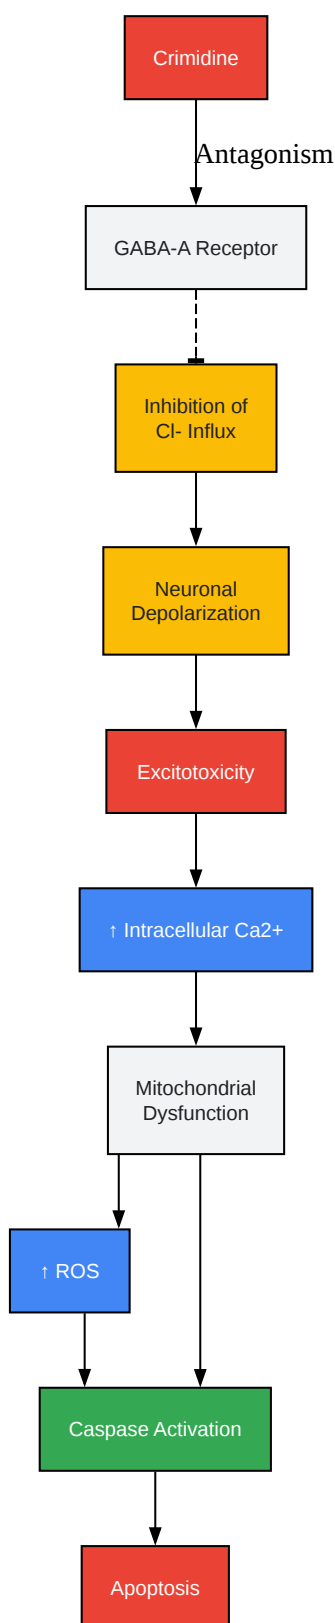 Crimidine
Antagonism
GABA-A Receptor
Inhibition of
Cl- Influx
Neuronal
Depolarization
Excitotoxicity
↑ Intracellular Ca2+
Mitochondrial
Dysfunction
↑ ROS
Caspase Activation
Apoptosis